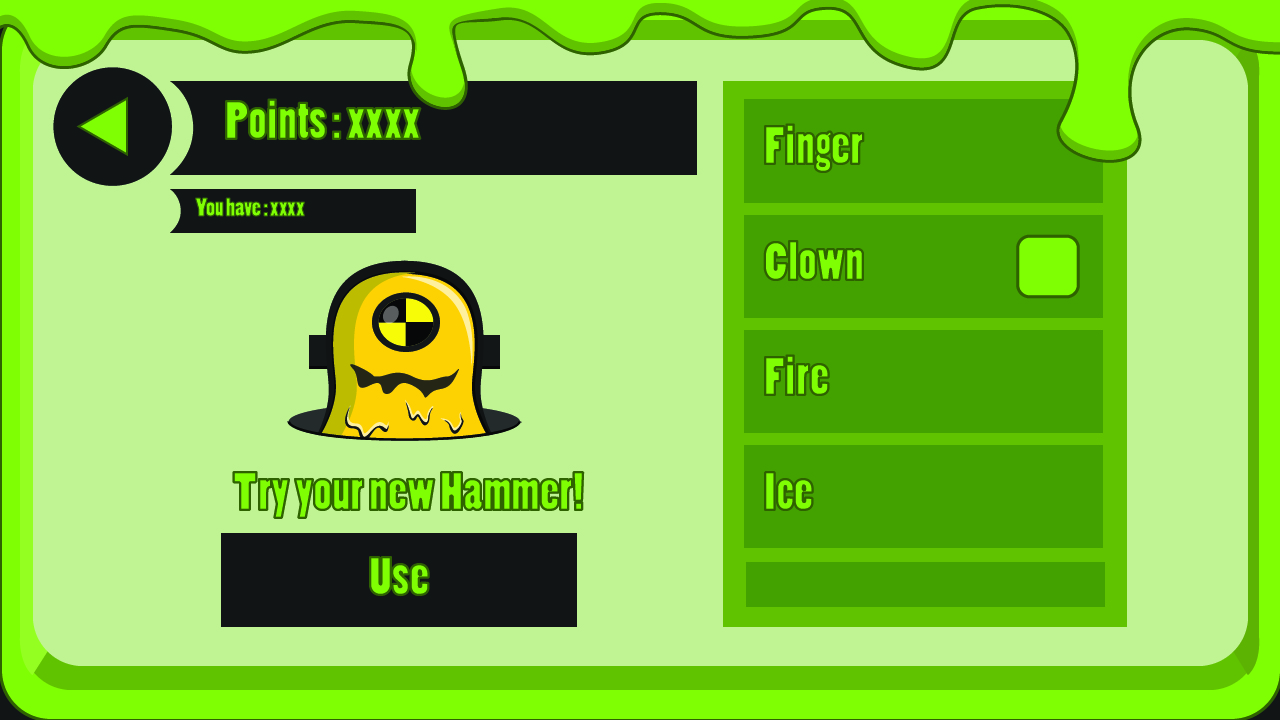 Points : xxxx
You have : xxxx
Try your new Hammer!
Use
Finger
Clown
Fire
Ice